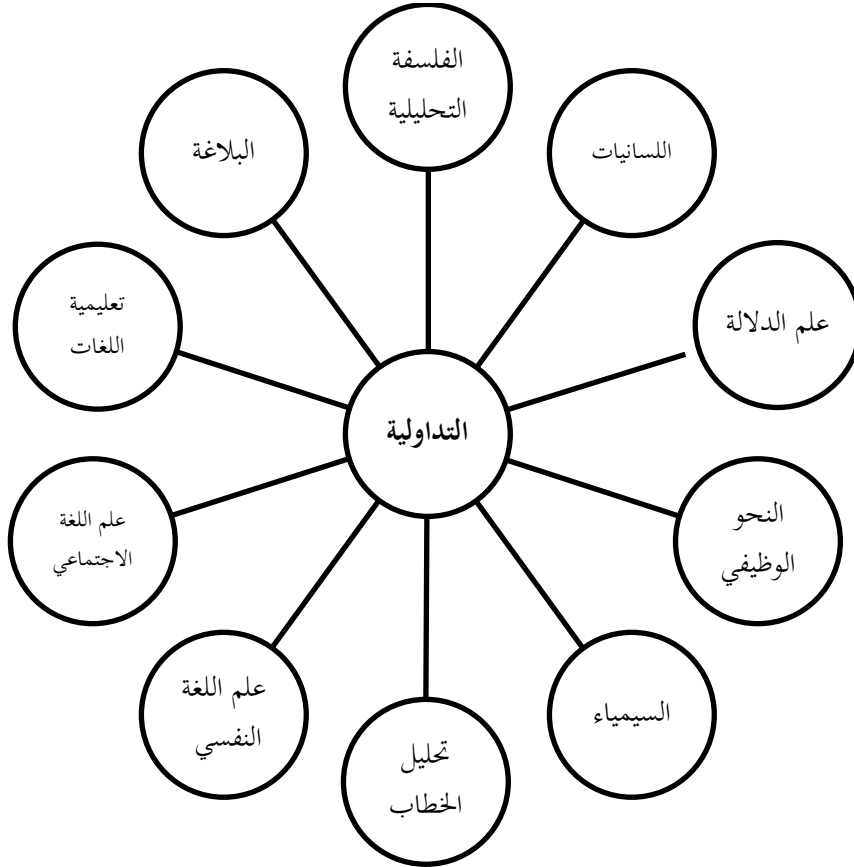 الفلسفة
التحليلية
اللسانيات
علم الدلالة
النحو
الوظيفي
السيمياء
تحليل
الخطاب
علم اللغة
النفسي
علم اللغة
الاجتماعي
تعليمية
اللغات
البلاغة
التداولية